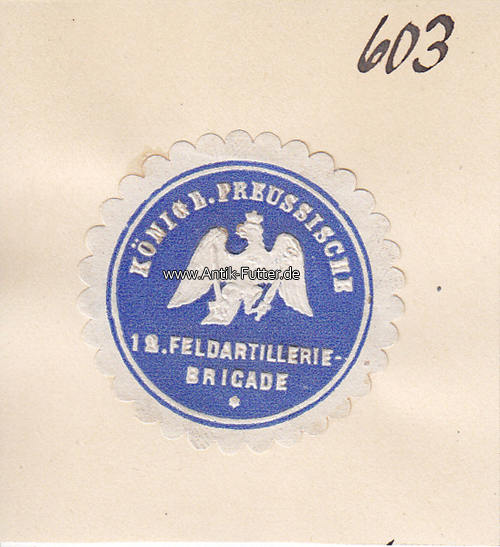 603
KÖNIGL. PREUSSISCHE
www.Antik-Futter.de
12.FELDARTILLERIE-
BRIGADE